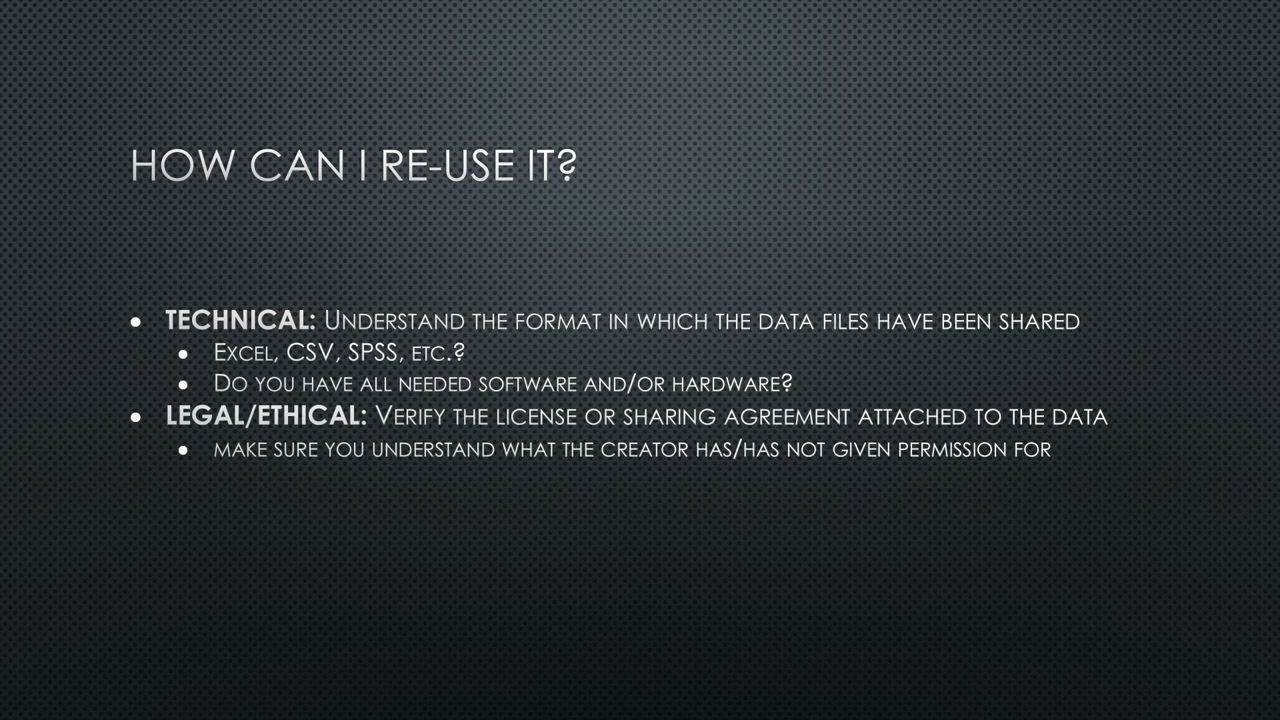 HOW CAN I RE-USE IT?
• TECHNICAL: UNDERSTAND THE FORMAT IN WHICH THE DATA FILES HAVE BEEN SHARED
• EXCEL, CSV, SPSS, ETC.?
• DO YOU HAVE ALL NEEDED SOFTWARE AND/OR HARDWARE?
• LEGAL/ETHICAL: VERIFY THE LICENSE OR SHARING AGREEMENT ATTACHED TO THE DATA
• MAKE SURE YOU UNDERSTAND WHAT THE CREATOR HAS/HAS NOT GIVEN PERMISSION FOR